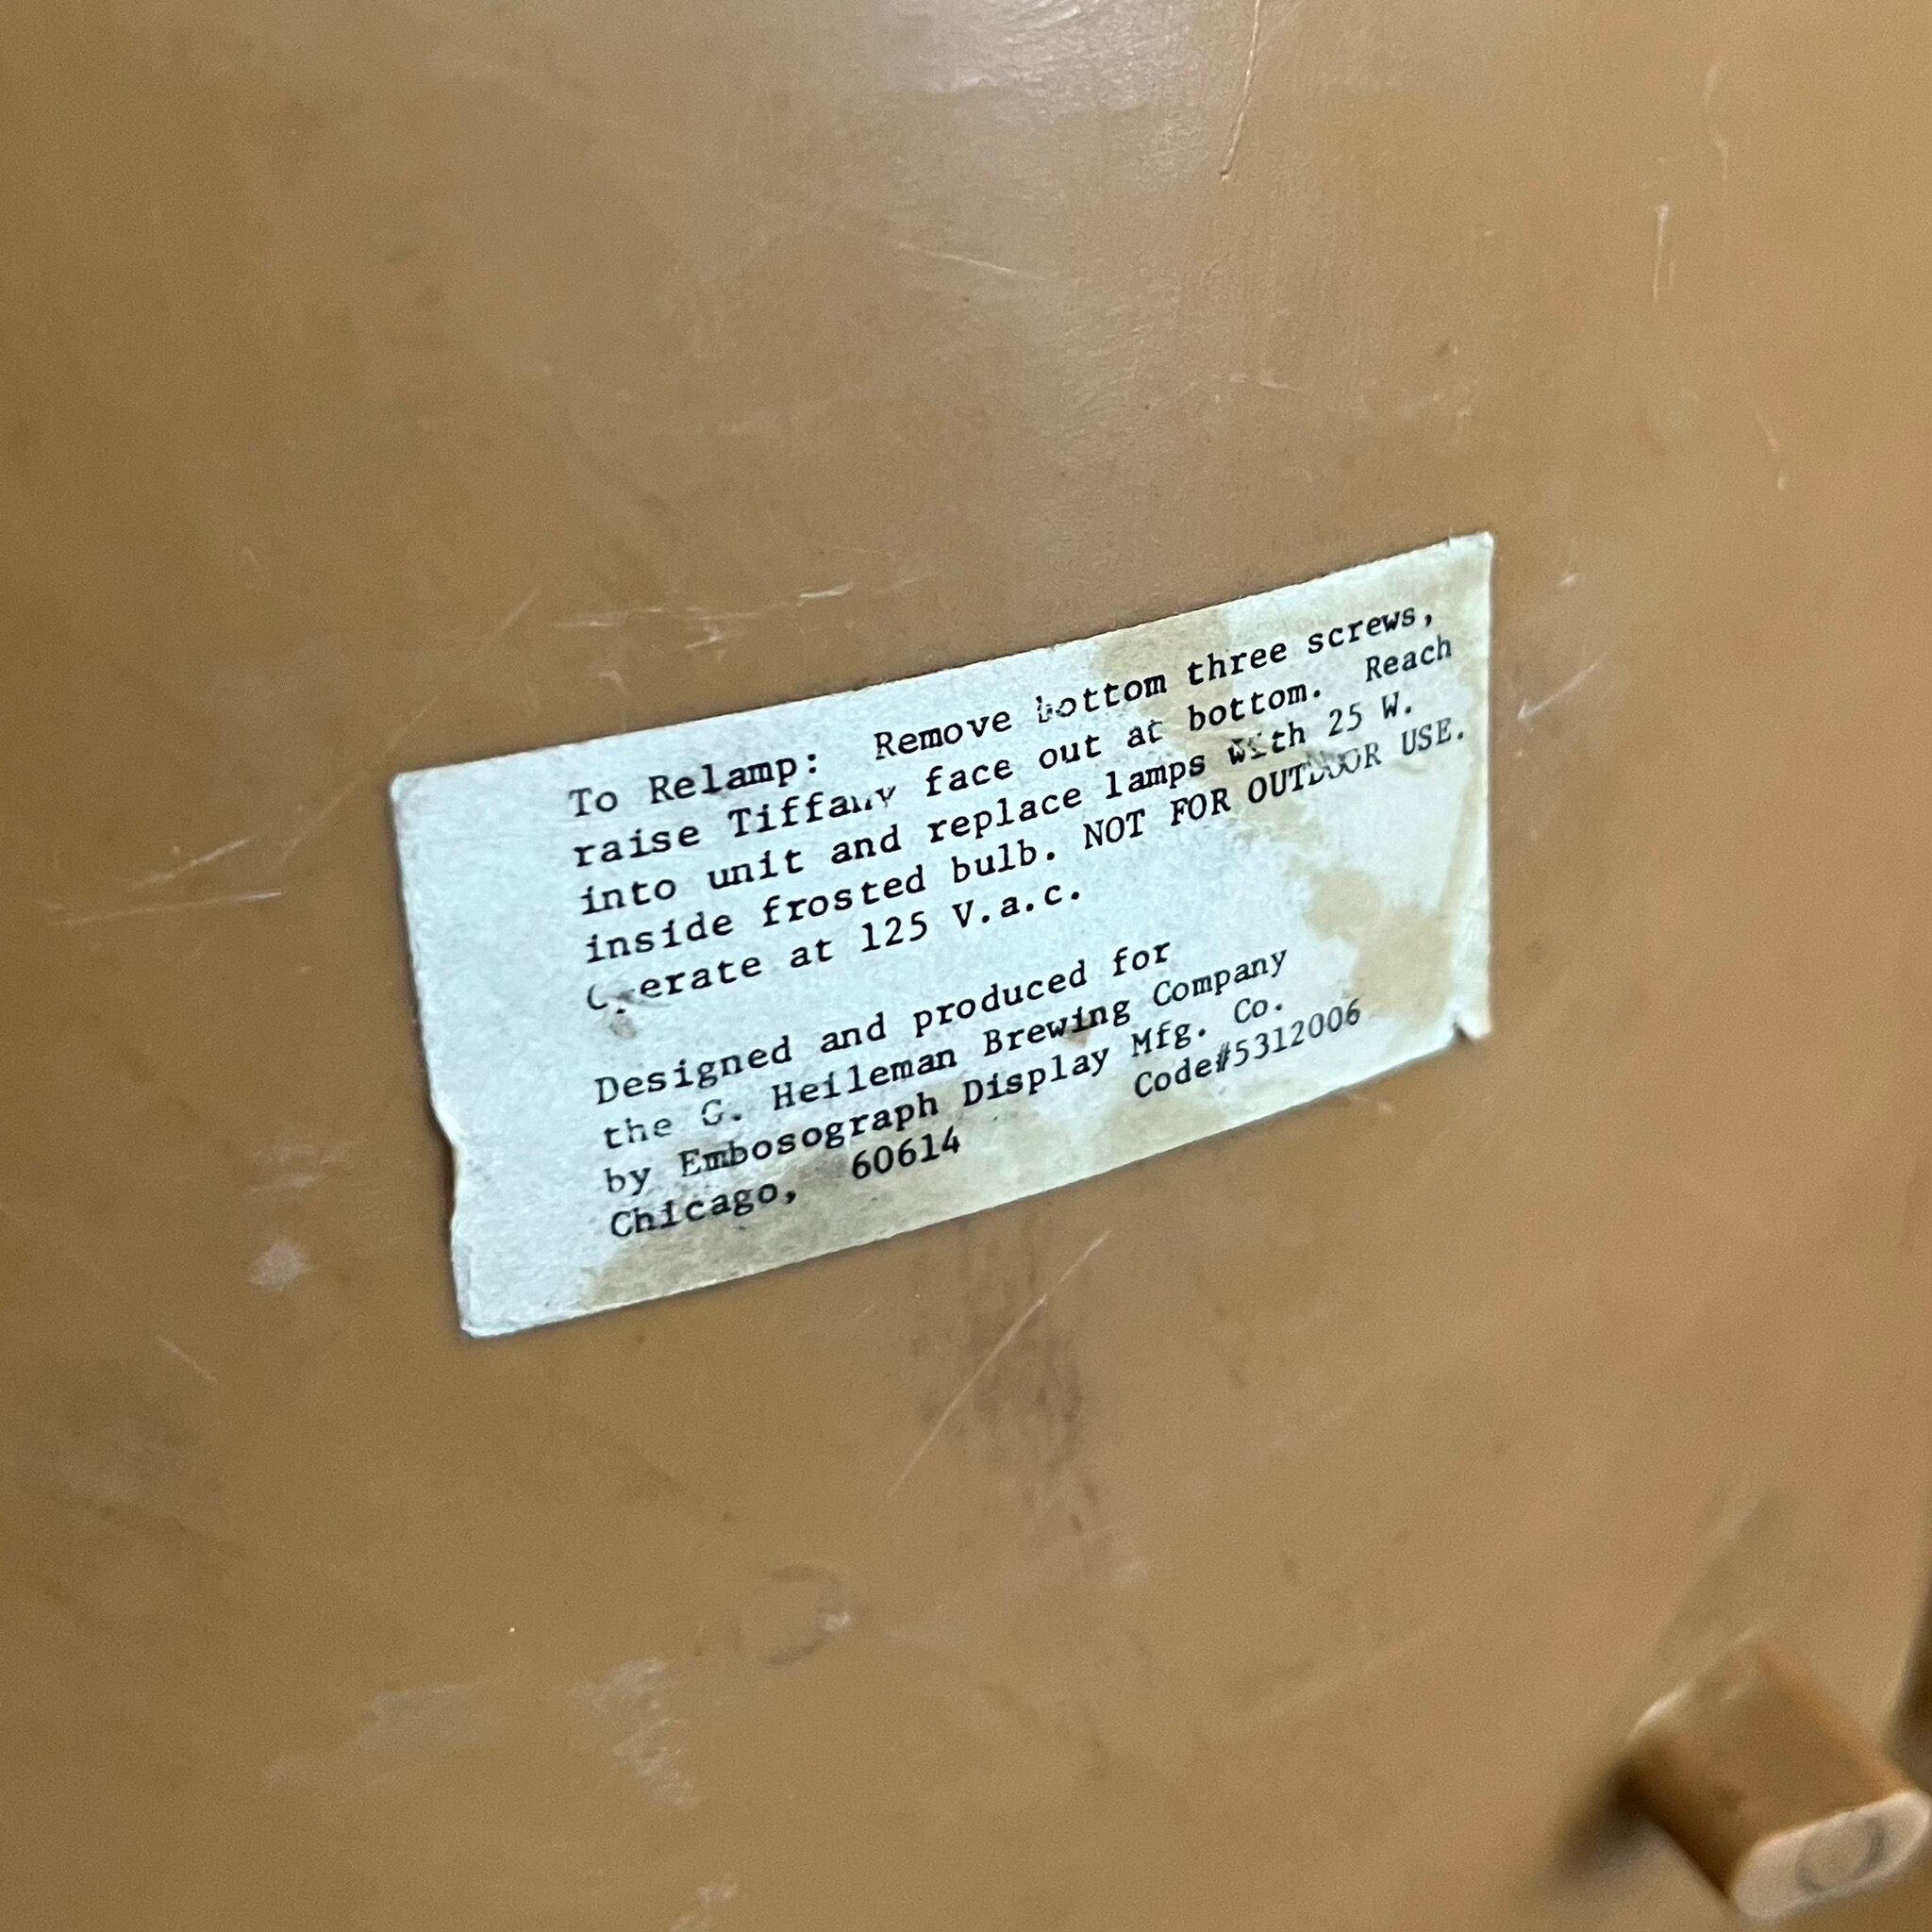 To Relamp: Remove bottom three screws,
raise Tiffany face out at bottom. Reach
into unit and replace lamps with 25 W.
inside frosted bulb. NOT FOR OUTDOOR USE.
Operate at 125 V.a.c.
Designed and produced for
the G. Heileman Brewing Company
by Embosograph Display Mfg. Co.
Chicago, 60614 Code#5312006